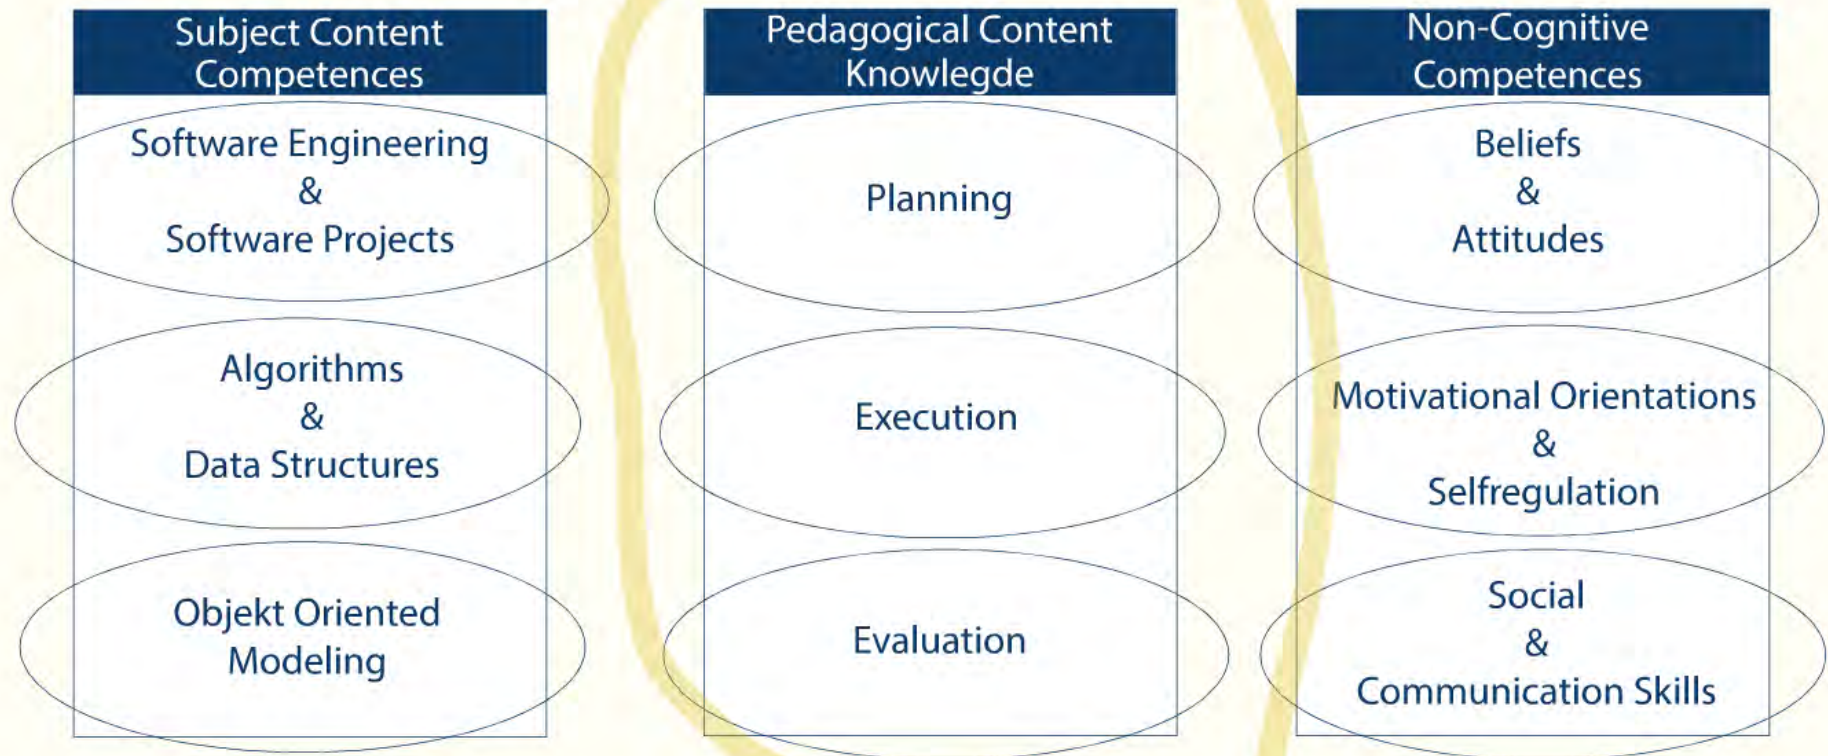 Subject Content
Competences
Software Engineering
&
Software Projects
Algorithms
&
Data Structures
Objekt Oriented
Modeling
Pedagogical Content
Knowlegde
Planning
Execution
Evaluation
Non-Cognitive
Competences
Beliefs
&
Attitudes
Motivational Orientations
&
Selfregulation
Social
&
Communication Skills